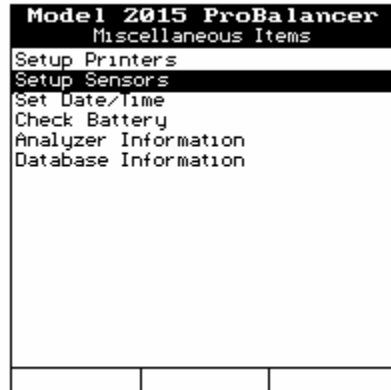 Model 2015 ProBalancer
Miscellaneous Items
Setup Printers
Setup Sensors
Set Date/Time
Check Battery
Analyzer Information
Database Information